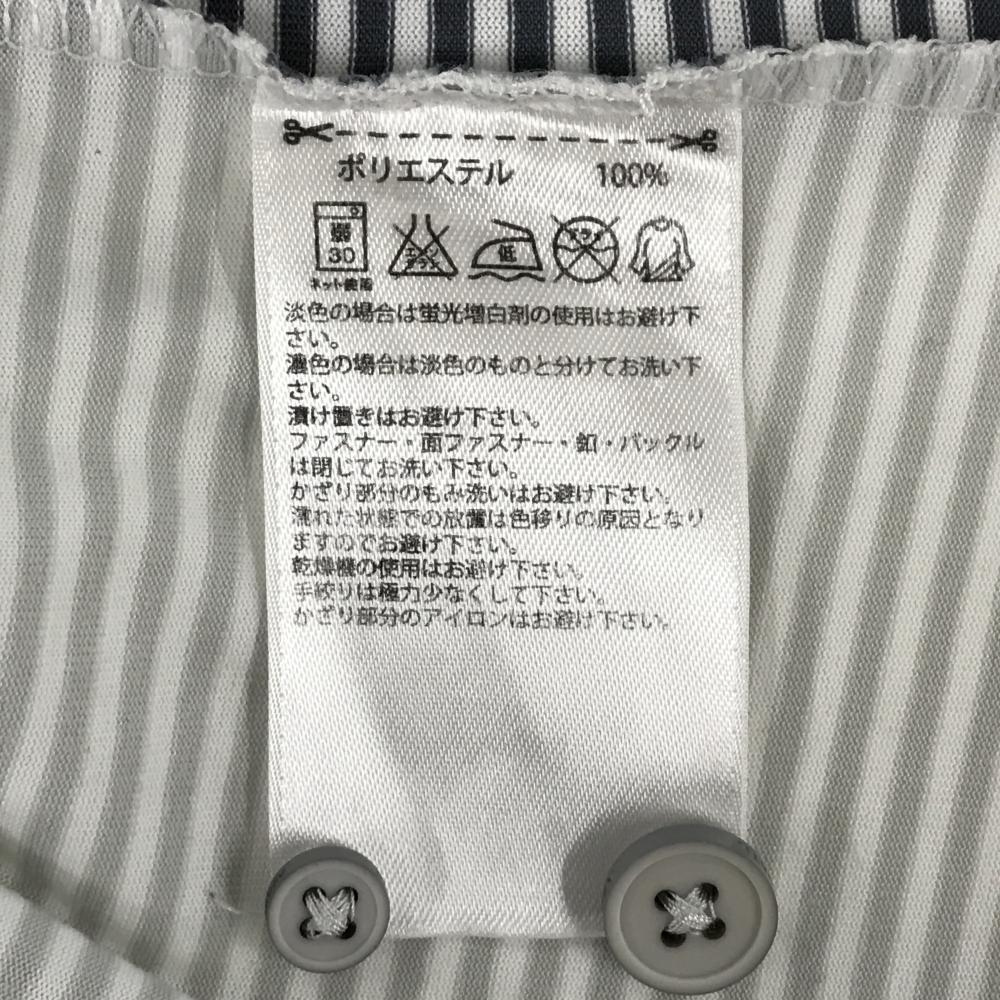 ポリエステル 100%
弱
30
ネット使用
エンソ
サラシ
低
ドライ
淡色の場合は蛍光増白剤の使用はお避け下
さい。
濃色の場合は淡色のものと分けてお洗い下
さい。
漬け置きはお避け下さい。
ファスナー・面ファスナー・釦・バックル
は閉じてお洗い下さい。
かざり部分のもみ洗いはお避け下さい。
濡れた状態での放置は色移りの原因となり
ますのでお避け下さい。
乾燥機の使用はお避け下さい。
手絞りは極力少なくして下さい。
かざり部分のアイロンはお避け下さい。